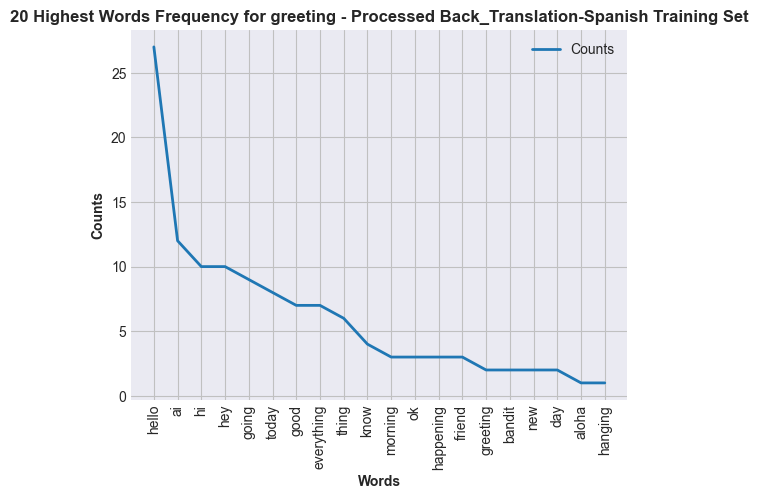 20 Highest Words Frequency for greeting - Processed Back_Translation-Spanish Training Set
Counts
25
20
15
10
5
0
Counts
hello
ai
hi
hey
going
today
good
everything
thing
know
morning
ok
happening
friend
greeting
bandit
new
day
aloha
hanging
Words